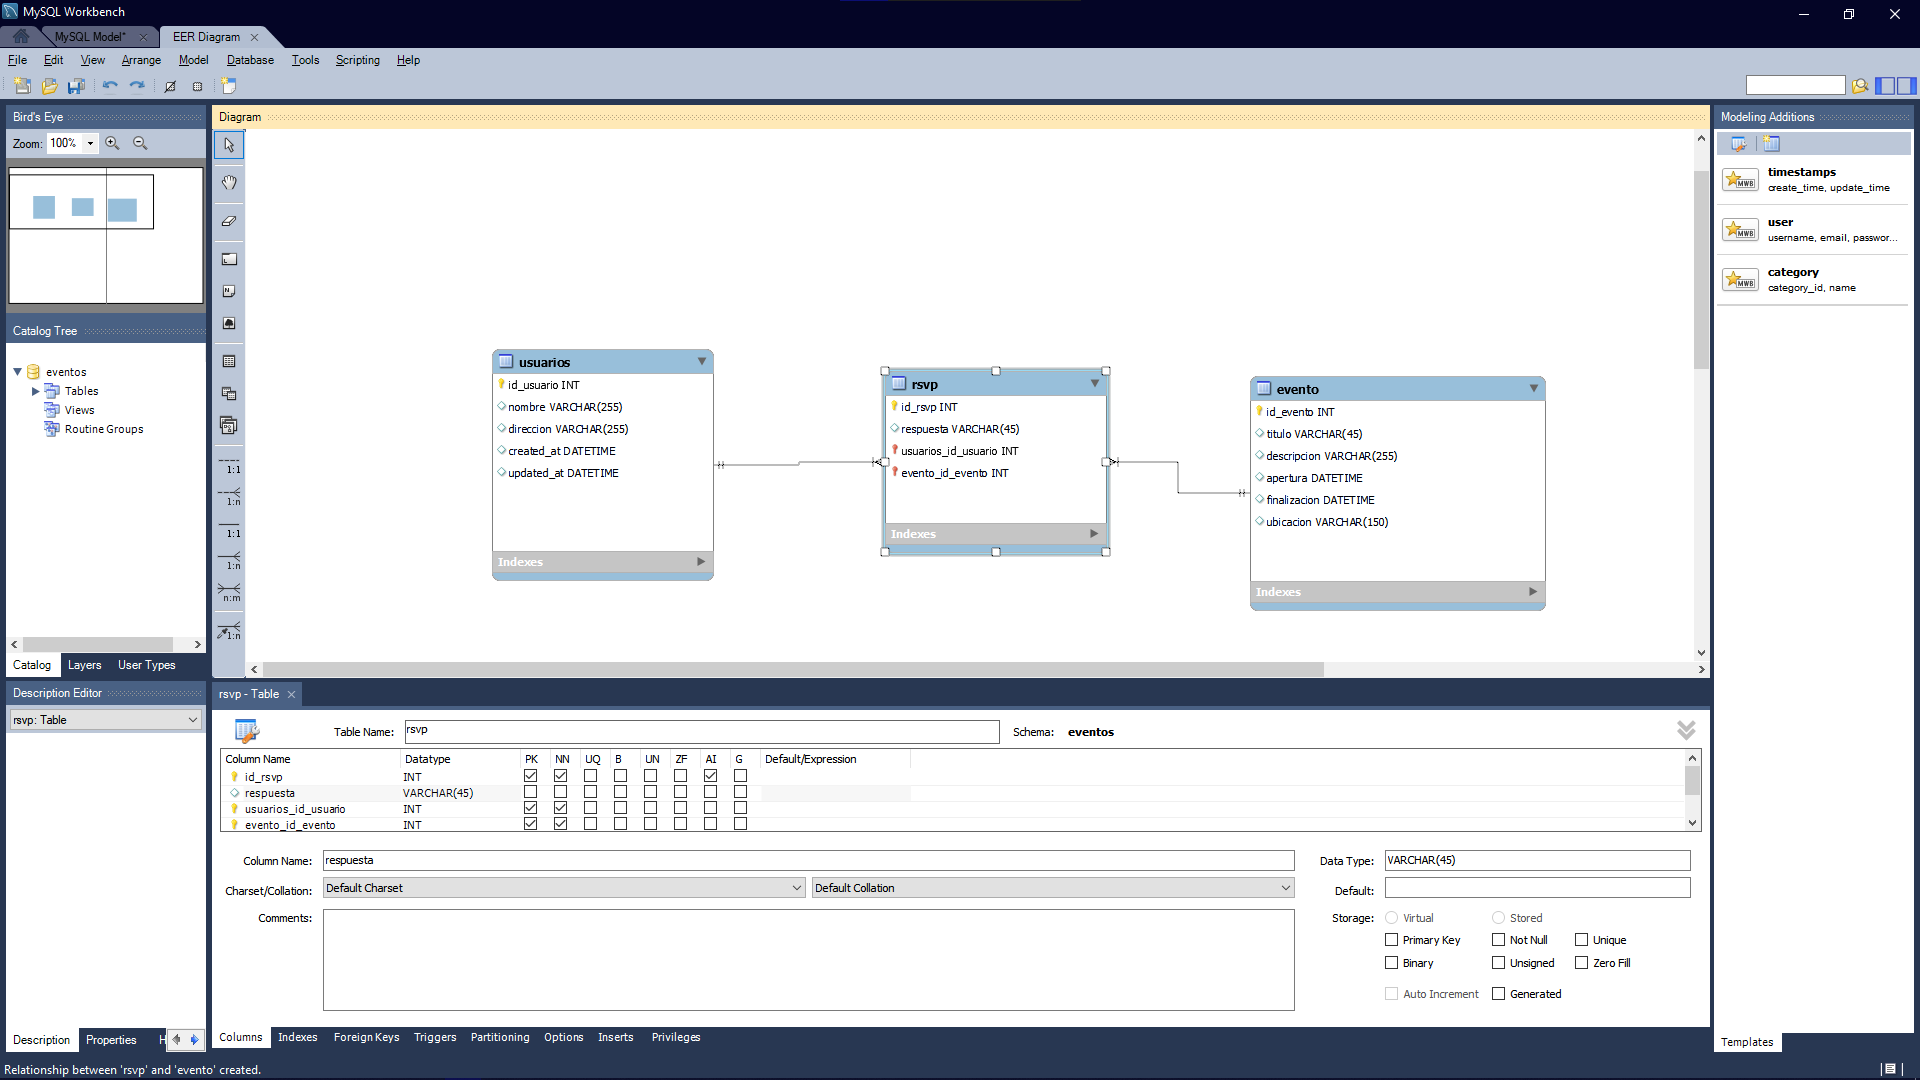 MySQL Workbench
MySQL Model*
EER Diagram
File Edit View Arrange Model Database Tools Scripting Help
Bird's Eye
Zoom: 100%
Catalog Tree
eventos
Tables
Views
Routine Groups
Catalog Layers User Types
Description Editor
rsvp: Table
Description Properties H
Diagram
1:1
1:n
1:1
1:n
n:m
1:n
usuarios
id_usuario INT
nombre VARCHAR(255)
direccion VARCHAR(255)
created_at DATETIME
updated_at DATETIME
Indexes
rsvp
id_rsvp INT
respuesta VARCHAR(45)
usuarios_id_usuario INT
evento_id_evento INT
Indexes
evento
id_evento INT
titulo VARCHAR(45)
descripcion VARCHAR(255)
apertura DATETIME
finalizacion DATETIME
ubicacion VARCHAR(150)
Indexes
Modeling Additions
MWB
timestamps
create_time, update_time
MWB
user
username, email, passwor...
MWB
category
category_id, name
Templates
rsvp - Table
Table Name: rsvp Schema: eventos
Column Name Datatype PK NN UQ B UN ZF AI G Default/Expression
id_rsvp INT
respuesta VARCHAR(45)
usuarios_id_usuario INT
evento_id_evento INT
Column Name: respuesta Data Type: VARCHAR(45)
Charset/Collation: Default Charset Default Collation Default:
Comments: Storage: Virtual Stored
Primary Key Not Null Unique
Binary Unsigned Zero Fill
Auto Increment Generated
Columns Indexes Foreign Keys Triggers Partitioning Options Inserts Privileges
Relationship between 'rsvp' and 'evento' created.